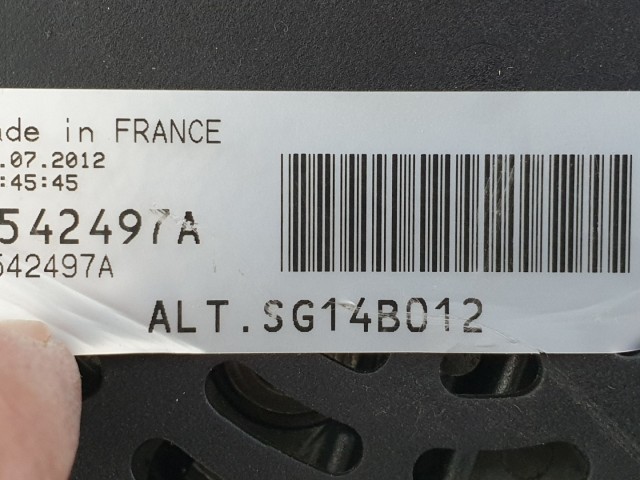 ade in FRANCE
.07.2012
:45:45
542497A
542497A
ALT.SG14B012